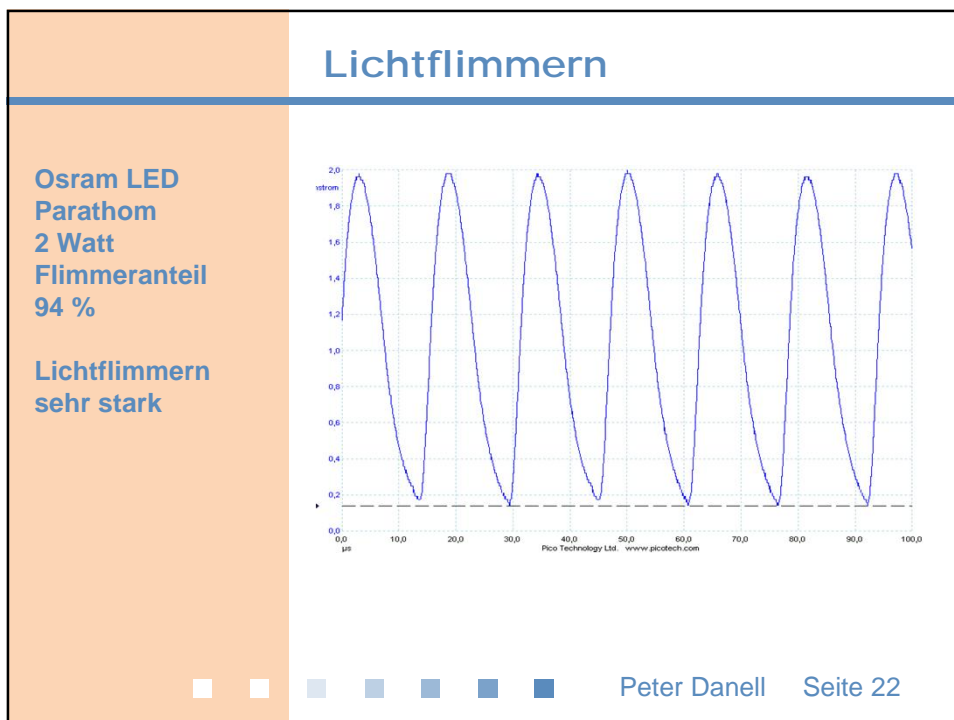 Lichtflimmern
Osram LED
Parathom
2 Watt
Flimmeranteil
94 %
Lichtflimmern
sehr stark
2,0
strom
1,8
1,6
1,4
1,2
1,0
0,8
0,6
0,4
0,2
0,0
0,0 10,0 20,0 30,0 40,0 50,0 60,0 70,0 80,0 90,0 100,0
µs Pico Technology Ltd. www.picotech.com
Peter Danell Seite 22